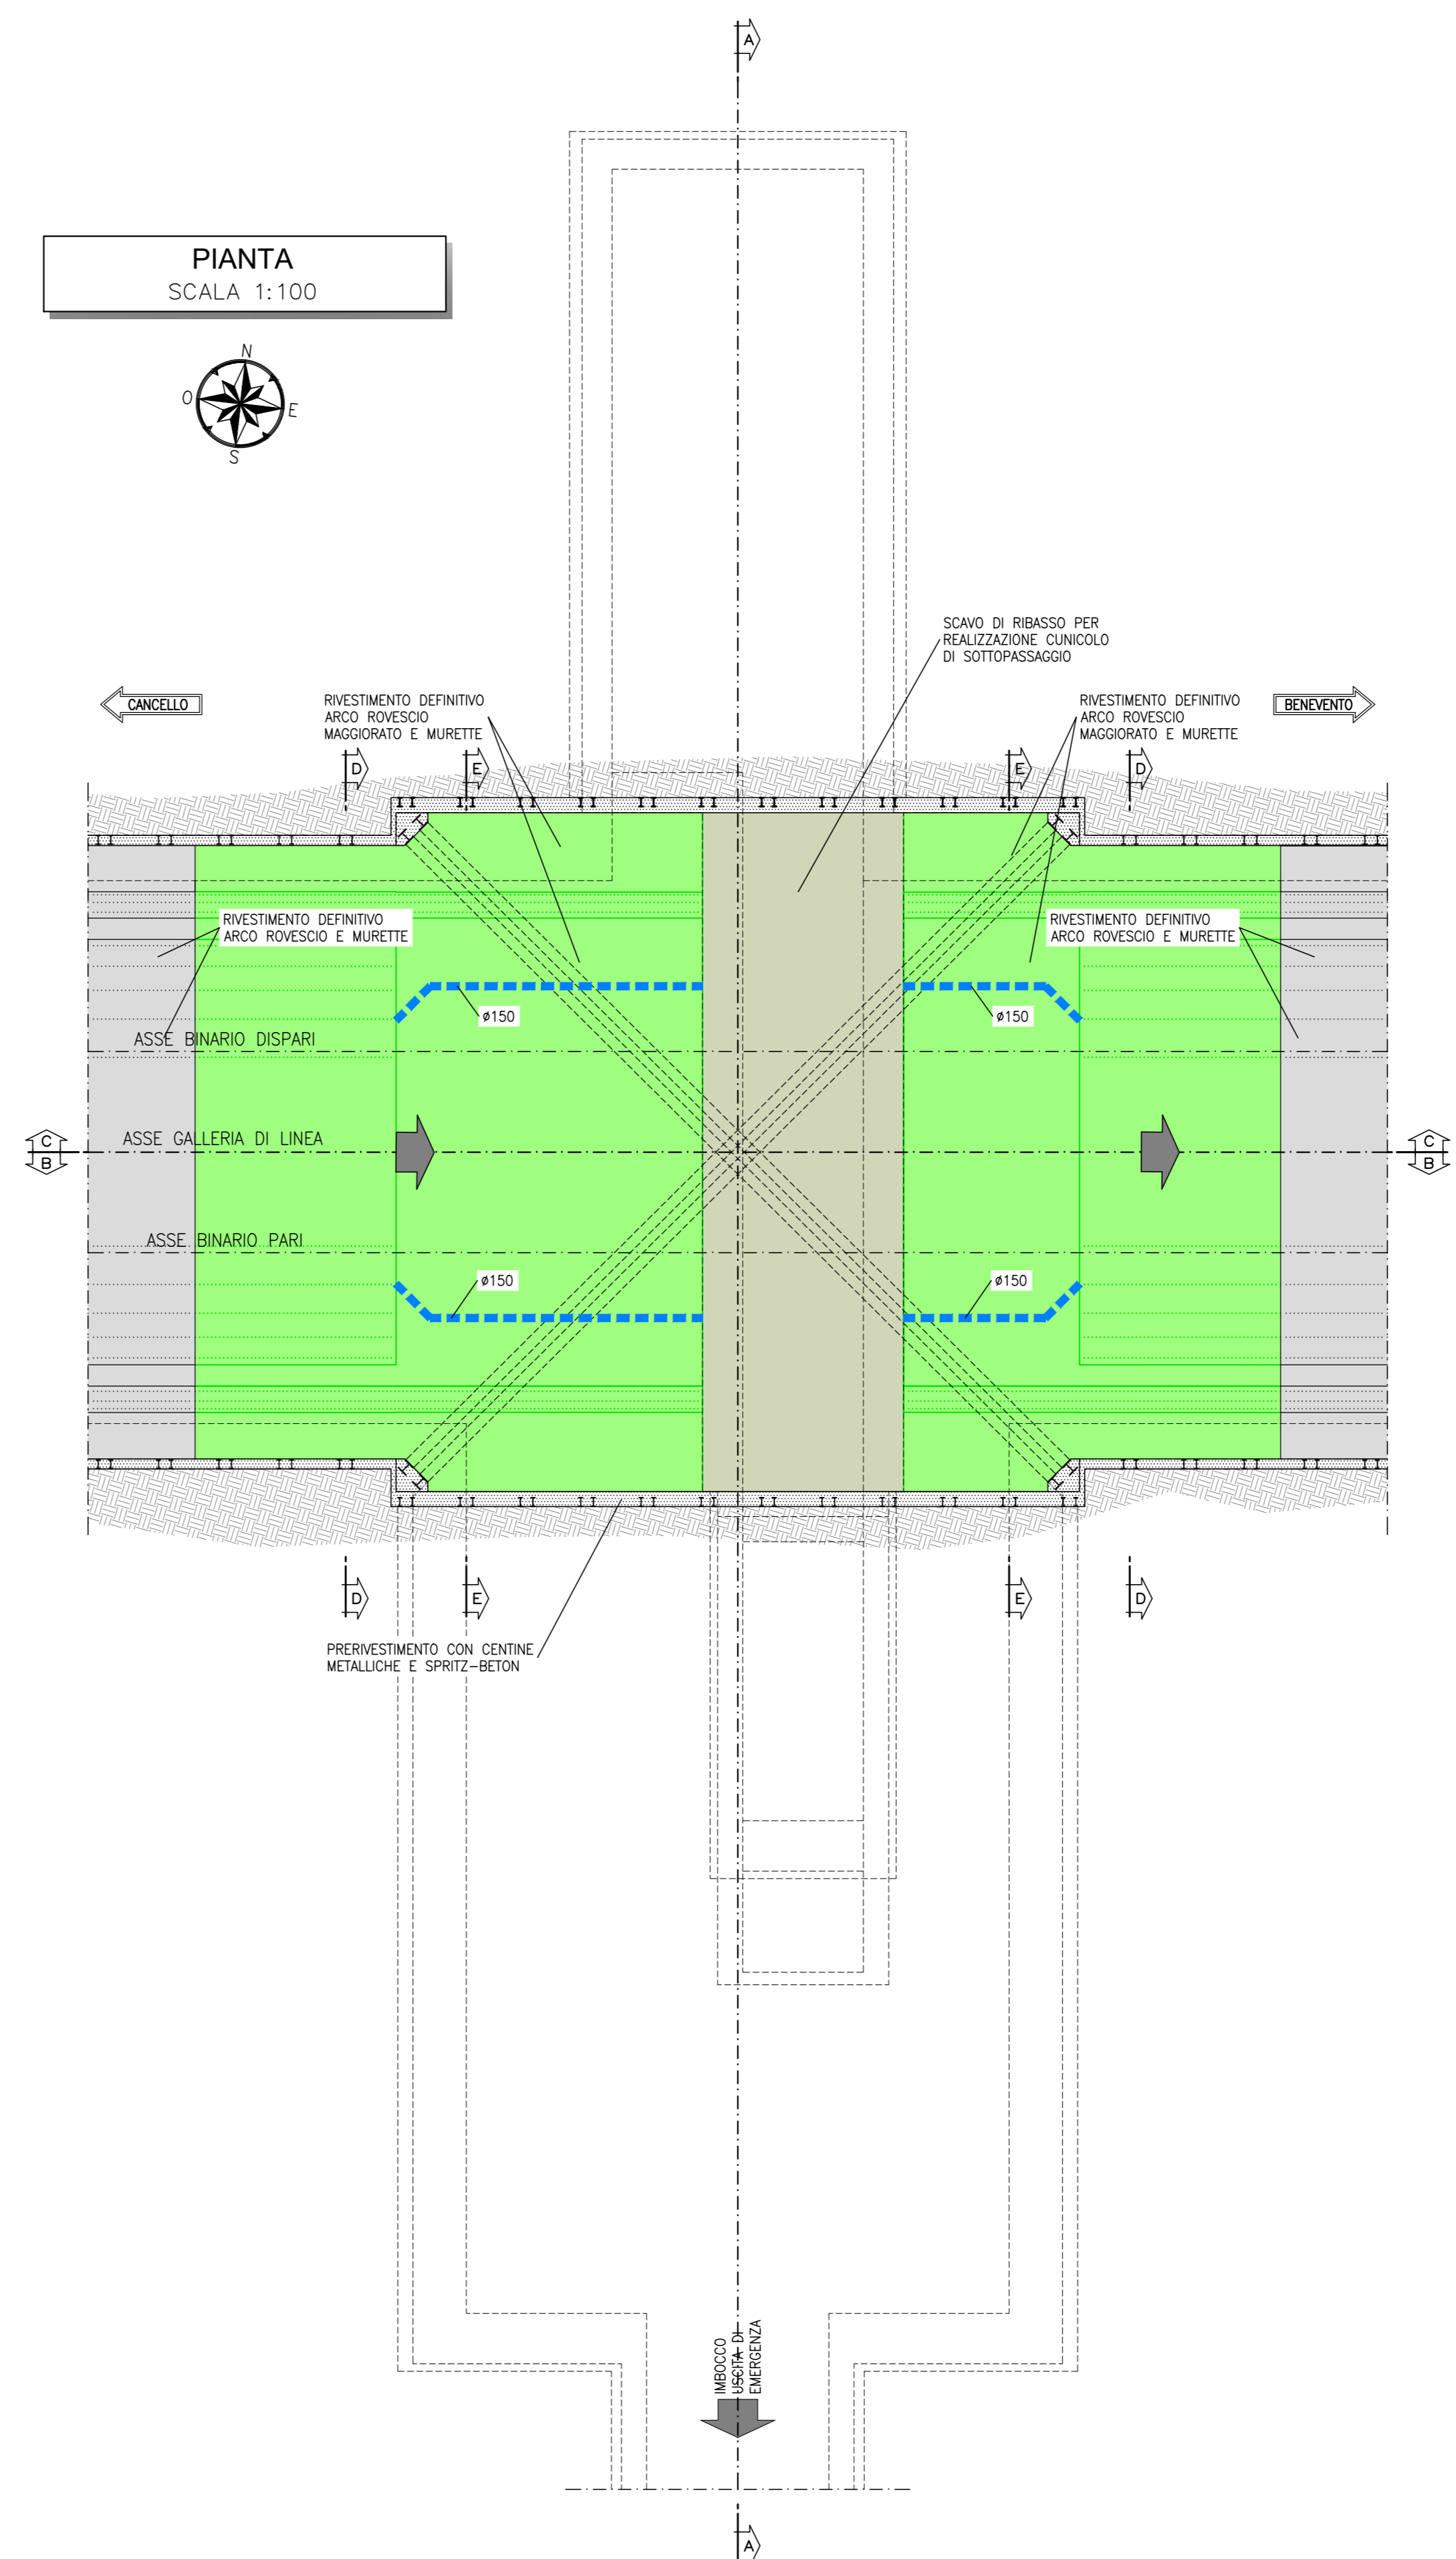 A
PIANTA
SCALA 1:100
N
O
E
S
SCAVO DI RIBASSO PER
REALIZZAZIONE CUNICOLO
DI SOTTOPASSAGGIO
CANCELLO
RIVESTIMENTO DEFINITIVO
ARCO ROVESCIO
MAGGIORATO E MURETTE
RIVESTIMENTO DEFINITIVO
ARCO ROVESCIO
MAGGIORATO E MURETTE
BENEVENTO
D
E
E
D
RIVESTIMENTO DEFINITIVO
ARCO ROVESCIO E MURETTE
RIVESTIMENTO DEFINITIVO
ARCO ROVESCIO E MURETTE
ø150
ø150
ASSE BINARIO DISPARI
ASSE GALLERIA DI LINEA
C
B
C
B
ASSE BINARIO PARI
ø150
ø150
D
E
E
D
PRERIVESTIMENTO CON CENTINE
METALLICHE E SPRITZ-BETON
IMBOCCO
USCITA DI
EMERGENZA
A